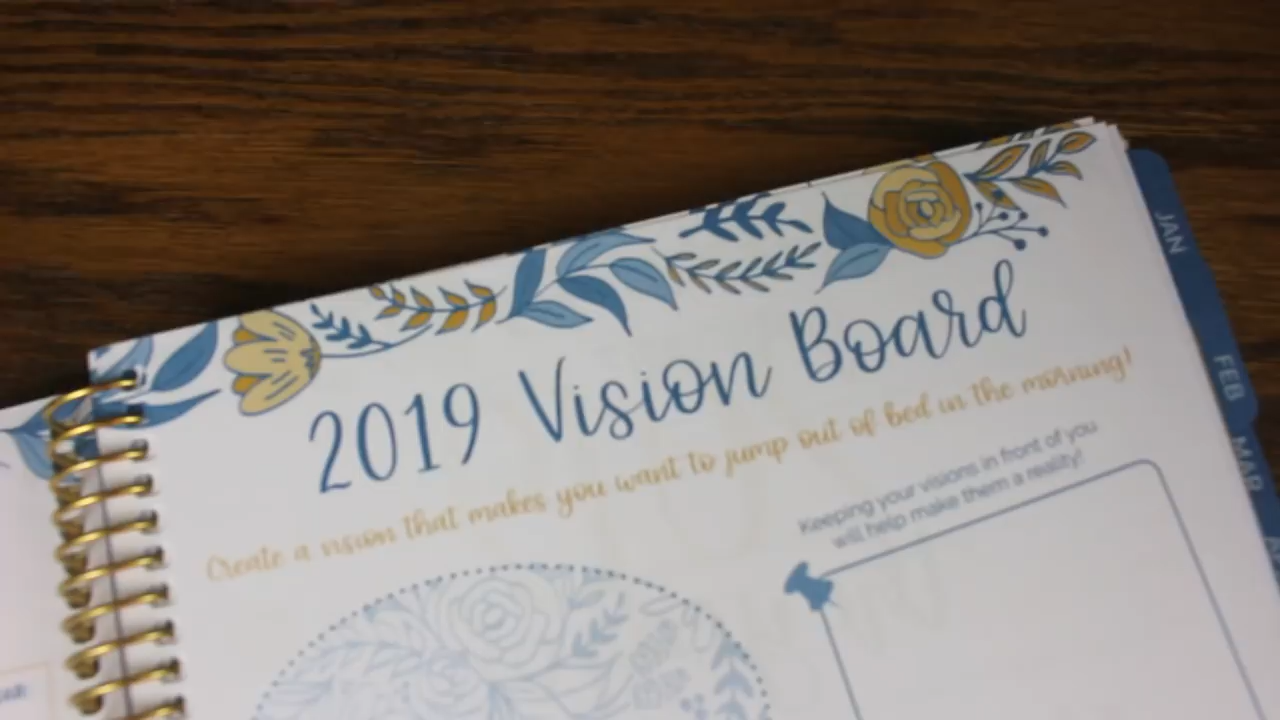 2019 Vision Board
Create a vision that makes you want to jump out of bed in the morning!
Keeping your visions in front of you
will help make them a reality!
JAN
FEB
MAR